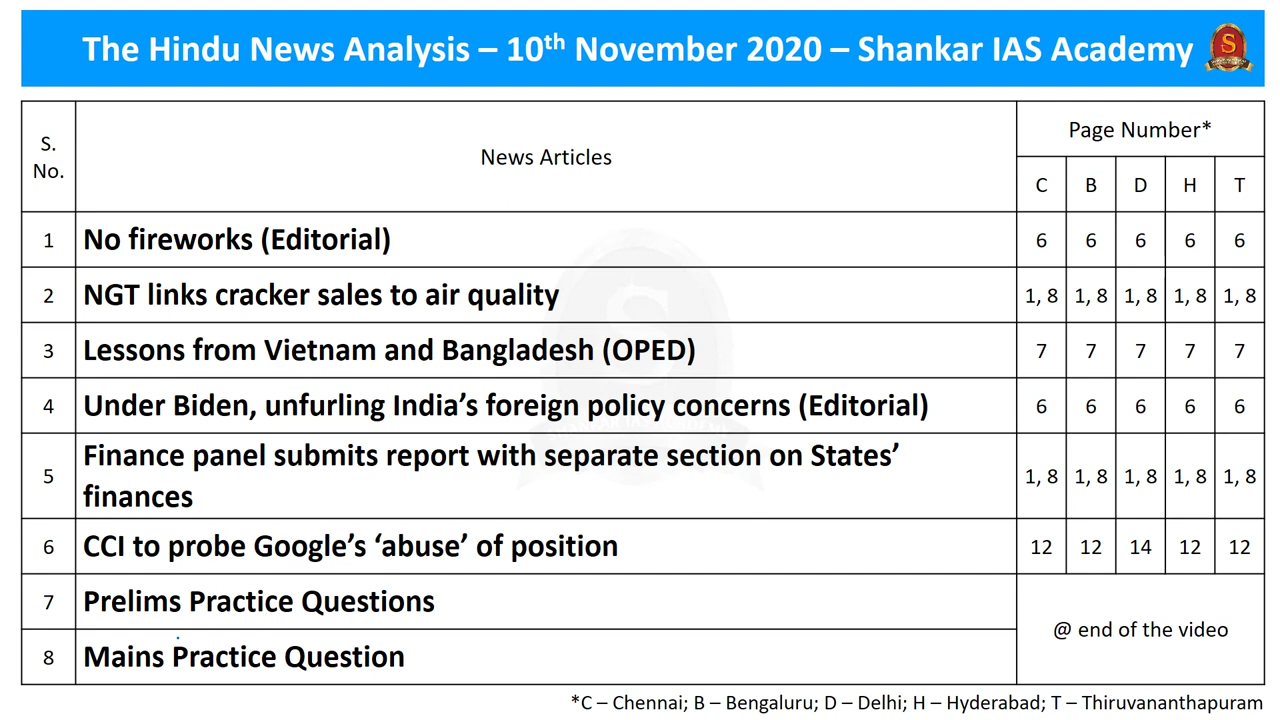 The Hindu News Analysis – 10th November 2020 – Shankar IAS Academy
S. No.
News Articles
Page Number*
C B D H T
1 No fireworks (Editorial) 6 6 6 6 6
2 NGT links cracker sales to air quality 1, 8 1, 8 1, 8 1, 8 1, 8
3 Lessons from Vietnam and Bangladesh (OPED) 7 7 7 7 7
4 Under Biden, unfurling India's foreign policy concerns (Editorial) 6 6 6 6 6
5 Finance panel submits report with separate section on States'
finances 1, 8 1, 8 1, 8 1, 8 1, 8
6 CCI to probe Google's 'abuse' of position 12 12 14 12 12
7 Prelims Practice Questions
@ end of the video
8 Mains Practice Question
*C – Chennai; B – Bengaluru; D – Delhi; H – Hyderabad; T – Thiruvananthapuram